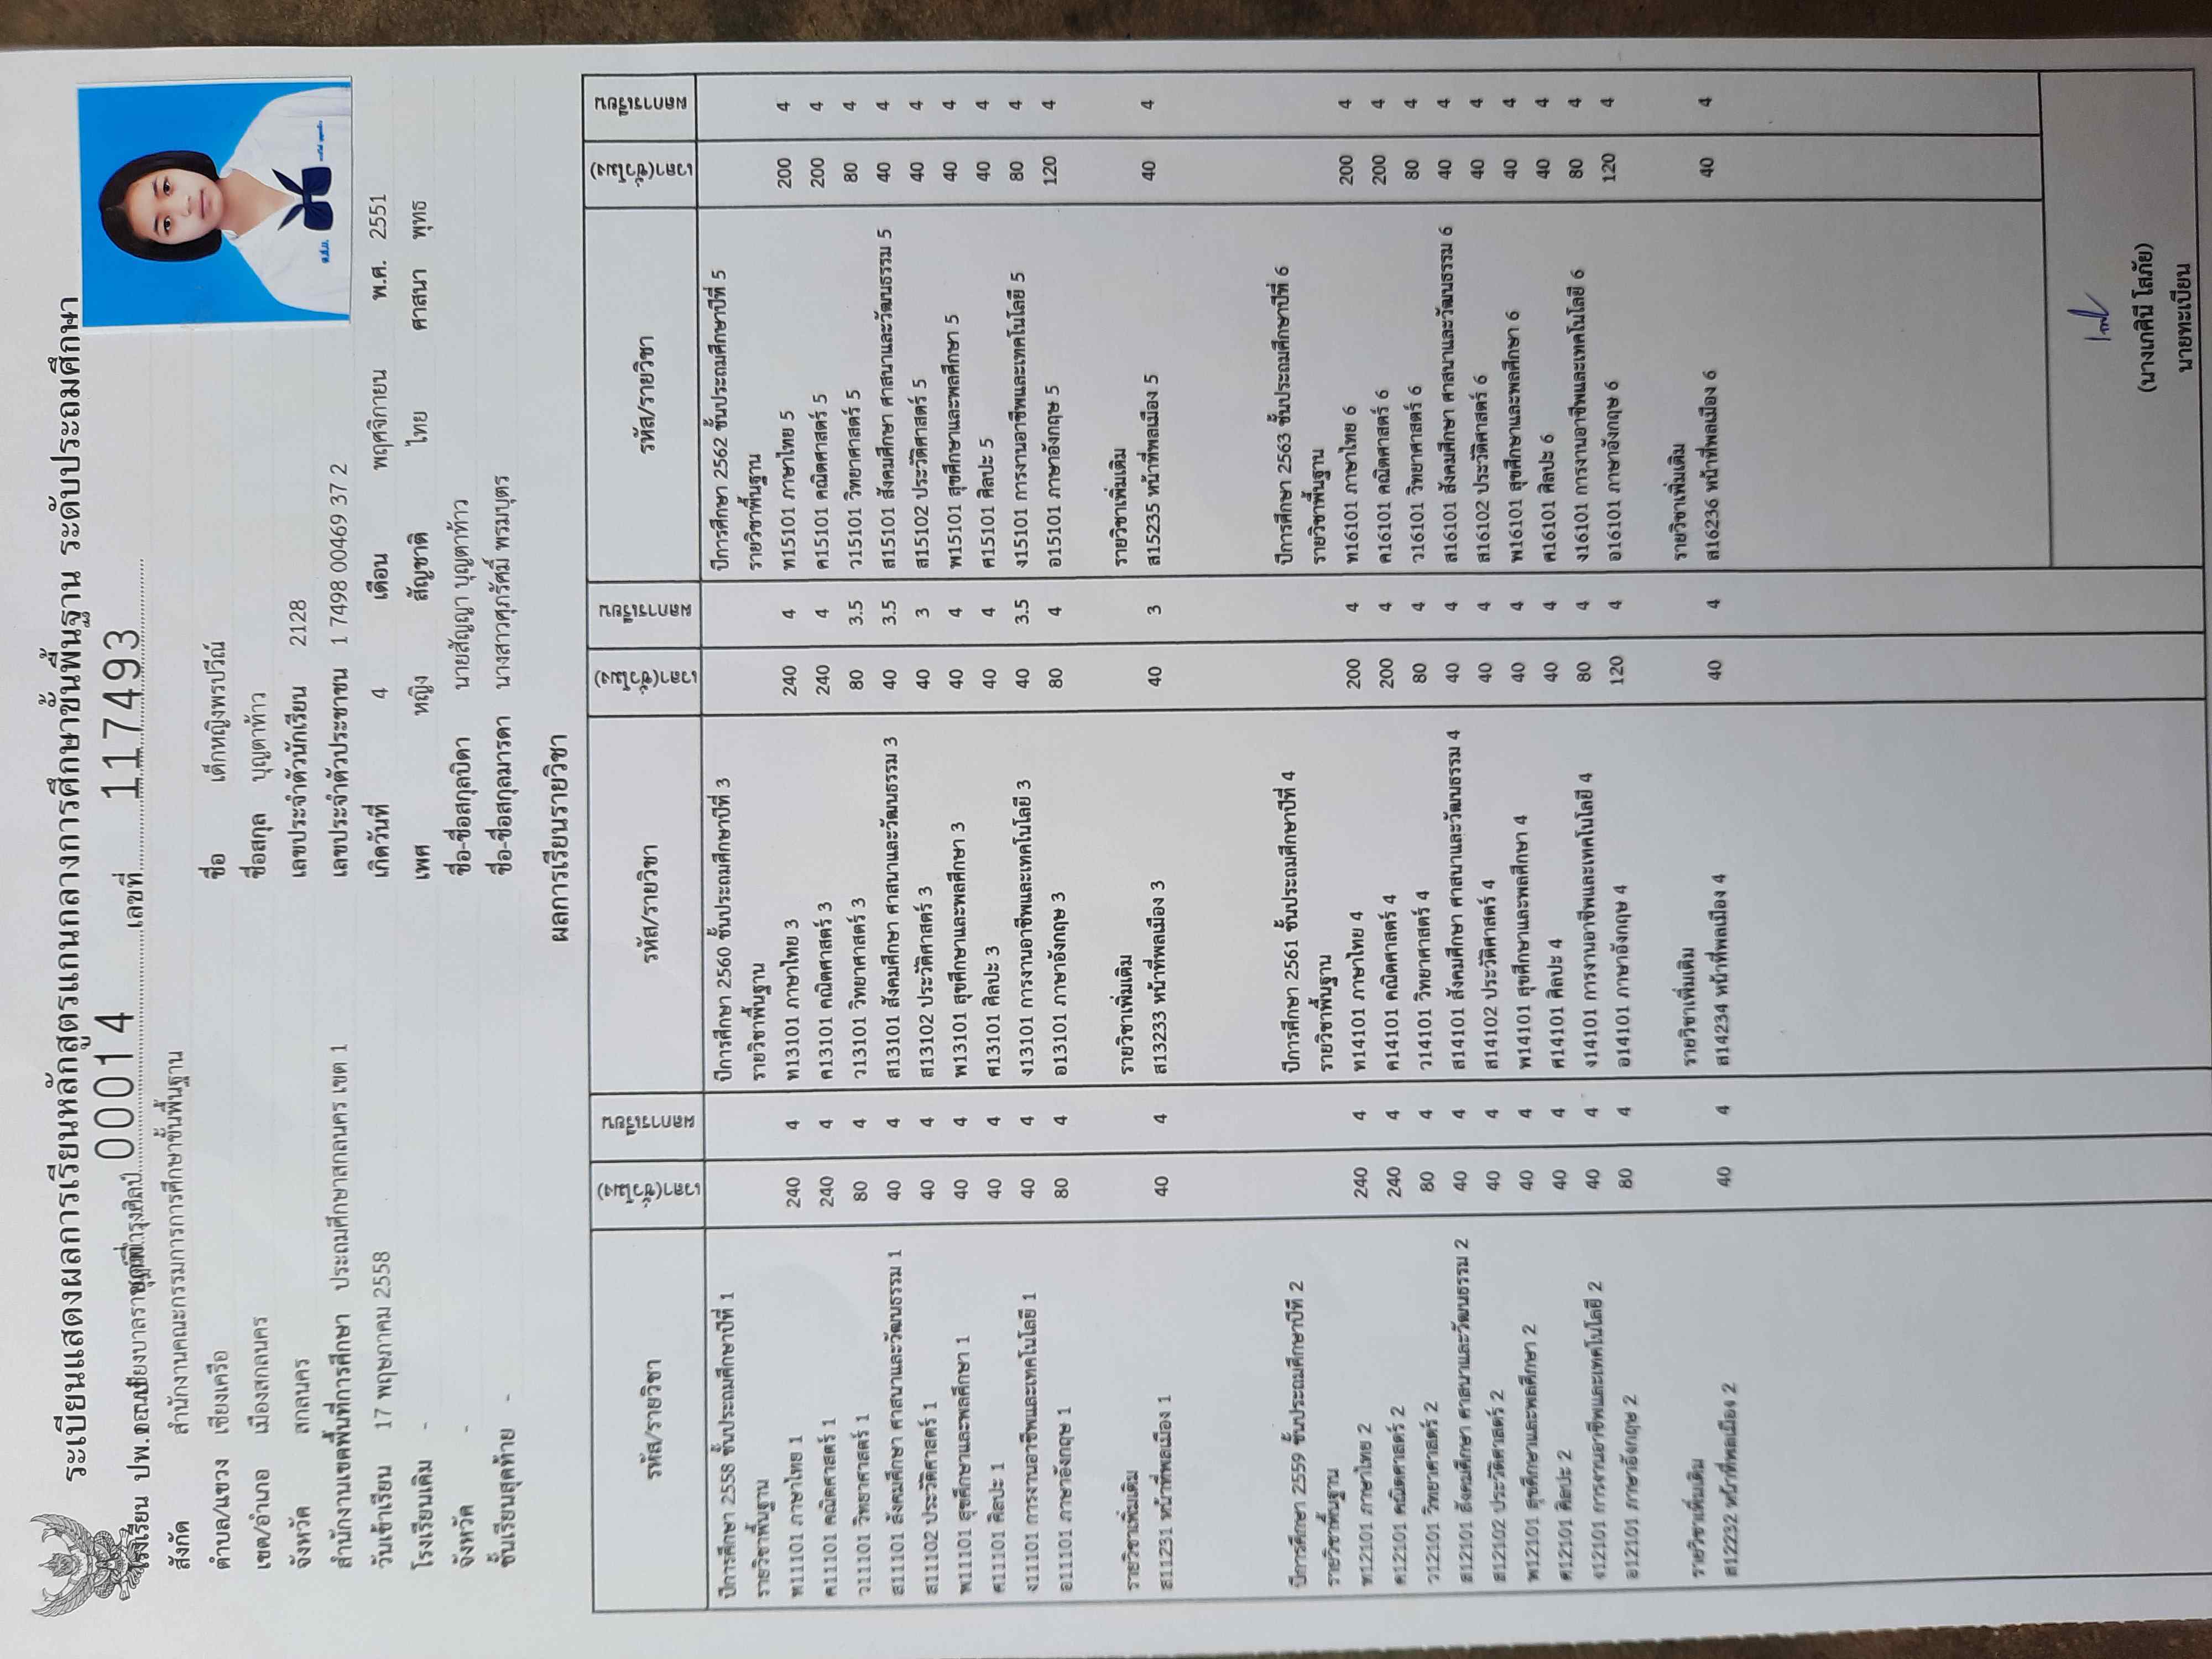 ระเบียนแสดงผลการเรียนหลักสูตรแกนกลางการศึกษาขั้นพื้นฐาน ระดับประถมศึกษา
00014 เลขที่ 117493
โรงเรียน
สังกัด สำนักงานคณะกรรมการการศึกษาขั้นพื้นฐาน
ตำบล/แขวง เชียงเครือ
เขต/อำเภอ เมืองสกลนคร
จังหวัด สกลนคร
สำนักงานเขตพื้นที่การศึกษา ประถมศึกษาสกลนคร เขต 1
วันเข้าเรียน 17 พฤษภาคม 2558
โรงเรียนเดิม -
จังหวัด -
ชั้นเรียนสุดท้าย -
ชื่อ เด็กหญิงพรปวีณ์
ชื่อสกุล บุญตาท้าว
เลขประจำตัวนักเรียน 2128
เลขประจำตัวประชาชน 1 7498 00469 37 2
เกิดวันที่ 4 เดือน พฤศจิกายน พ.ศ. 2551
เพศ หญิง สัญชาติ ไทย ศาสนา พุทธ
ชื่อ-ชื่อสกุลบิดา นายสัญญา บุญตาท้าว
ชื่อ-ชื่อสกุลมารดา นางสาวศุภรัศมิ์ พรมบุตร
ผลการเรียนรายวิชา
รหัส/รายวิชา เวลา(ชั่วโมง) ผลการเรียน
ปีการศึกษา 2558 ชั้นประถมศึกษาปีที่ 1
รายวิชาพื้นฐาน
ท11101 ภาษาไทย 1 240 4
ค11101 คณิตศาสตร์ 1 240 4
ว11101 วิทยาศาสตร์ 1 80 4
ส11101 สังคมศึกษา ศาสนาและวัฒนธรรม 1 40 4
ส11102 ประวัติศาสตร์ 1 40 4
พ11101 สุขศึกษาและพลศึกษา 1 40 4
ศ11101 ศิลปะ 1 40 4
ง11101 การงานอาชีพและเทคโนโลยี 1 40 4
อ11101 ภาษาอังกฤษ 1 80 4
รายวิชาเพิ่มเติม
ส11231 หน้าที่พลเมือง 1 40 4
ปีการศึกษา 2559 ชั้นประถมศึกษาปีที่ 2
รายวิชาพื้นฐาน
ท12101 ภาษาไทย 2 240 4
ค12101 คณิตศาสตร์ 2 240 4
ว12101 วิทยาศาสตร์ 2 80 4
ส12101 สังคมศึกษา ศาสนาและวัฒนธรรม 2 40 4
ส12102 ประวัติศาสตร์ 2 40 4
พ12101 สุขศึกษาและพลศึกษา 2 40 4
ศ12101 ศิลปะ 2 40 4
ง12101 การงานอาชีพและเทคโนโลยี 2 40 4
อ12101 ภาษาอังกฤษ 2 80 4
รายวิชาเพิ่มเติม
ส12232 หน้าที่พลเมือง 2 40 4
รหัส/รายวิชา เวลา(ชั่วโมง) ผลการเรียน
ปีการศึกษา 2560 ชั้นประถมศึกษาปีที่ 3
รายวิชาพื้นฐาน
ท13101 ภาษาไทย 3 240 4
ค13101 คณิตศาสตร์ 3 240 4
ว13101 วิทยาศาสตร์ 3 80 3.5
ส13101 สังคมศึกษา ศาสนาและวัฒนธรรม 3 40 3.5
ส13102 ประวัติศาสตร์ 3 40 3
พ13101 สุขศึกษาและพลศึกษา 3 40 4
ศ13101 ศิลปะ 3 40 4
ง13101 การงานอาชีพและเทคโนโลยี 3 40 3.5
อ13101 ภาษาอังกฤษ 3 80 4
รายวิชาเพิ่มเติม
ส13233 หน้าที่พลเมือง 3 40 3
ปีการศึกษา 2561 ชั้นประถมศึกษาปีที่ 4
รายวิชาพื้นฐาน
ท14101 ภาษาไทย 4 200 4
ค14101 คณิตศาสตร์ 4 200 4
ว14101 วิทยาศาสตร์ 4 80 4
ส14101 สังคมศึกษา ศาสนาและวัฒนธรรม 4 40 4
ส14102 ประวัติศาสตร์ 4 40 4
พ14101 สุขศึกษาและพลศึกษา 4 40 4
ศ14101 ศิลปะ 4 40 4
ง14101 การงานอาชีพและเทคโนโลยี 4 80 4
อ14101 ภาษาอังกฤษ 4 120 4
รายวิชาเพิ่มเติม
ส14234 หน้าที่พลเมือง 4 40 4
รหัส/รายวิชา เวลา(ชั่วโมง) ผลการเรียน
ปีการศึกษา 2562 ชั้นประถมศึกษาปีที่ 5
รายวิชาพื้นฐาน
ท15101 ภาษาไทย 5 200 4
ค15101 คณิตศาสตร์ 5 200 4
ว15101 วิทยาศาสตร์ 5 80 4
ส15101 สังคมศึกษา ศาสนาและวัฒนธรรม 5 40 4
ส15102 ประวัติศาสตร์ 5 40 4
พ15101 สุขศึกษาและพลศึกษา 5 40 4
ศ15101 ศิลปะ 5 40 4
ง15101 การงานอาชีพและเทคโนโลยี 5 80 4
อ15101 ภาษาอังกฤษ 5 120 4
รายวิชาเพิ่มเติม
ส15235 หน้าที่พลเมือง 5 40 4
ปีการศึกษา 2563 ชั้นประถมศึกษาปีที่ 6
รายวิชาพื้นฐาน
ท16101 ภาษาไทย 6 200 4
ค16101 คณิตศาสตร์ 6 200 4
ว16101 วิทยาศาสตร์ 6 80 4
ส16101 สังคมศึกษา ศาสนาและวัฒนธรรม 6 40 4
ส16102 ประวัติศาสตร์ 6 40 4
พ16101 สุขศึกษาและพลศึกษา 6 40 4
ศ16101 ศิลปะ 6 40 4
ง16101 การงานอาชีพและเทคโนโลยี 6 80 4
อ16101 ภาษาอังกฤษ 6 120 4
รายวิชาเพิ่มเติม
ส16236 หน้าที่พลเมือง 6 40 4
(นางเกศินี โสภัย)
นายทะเบียน